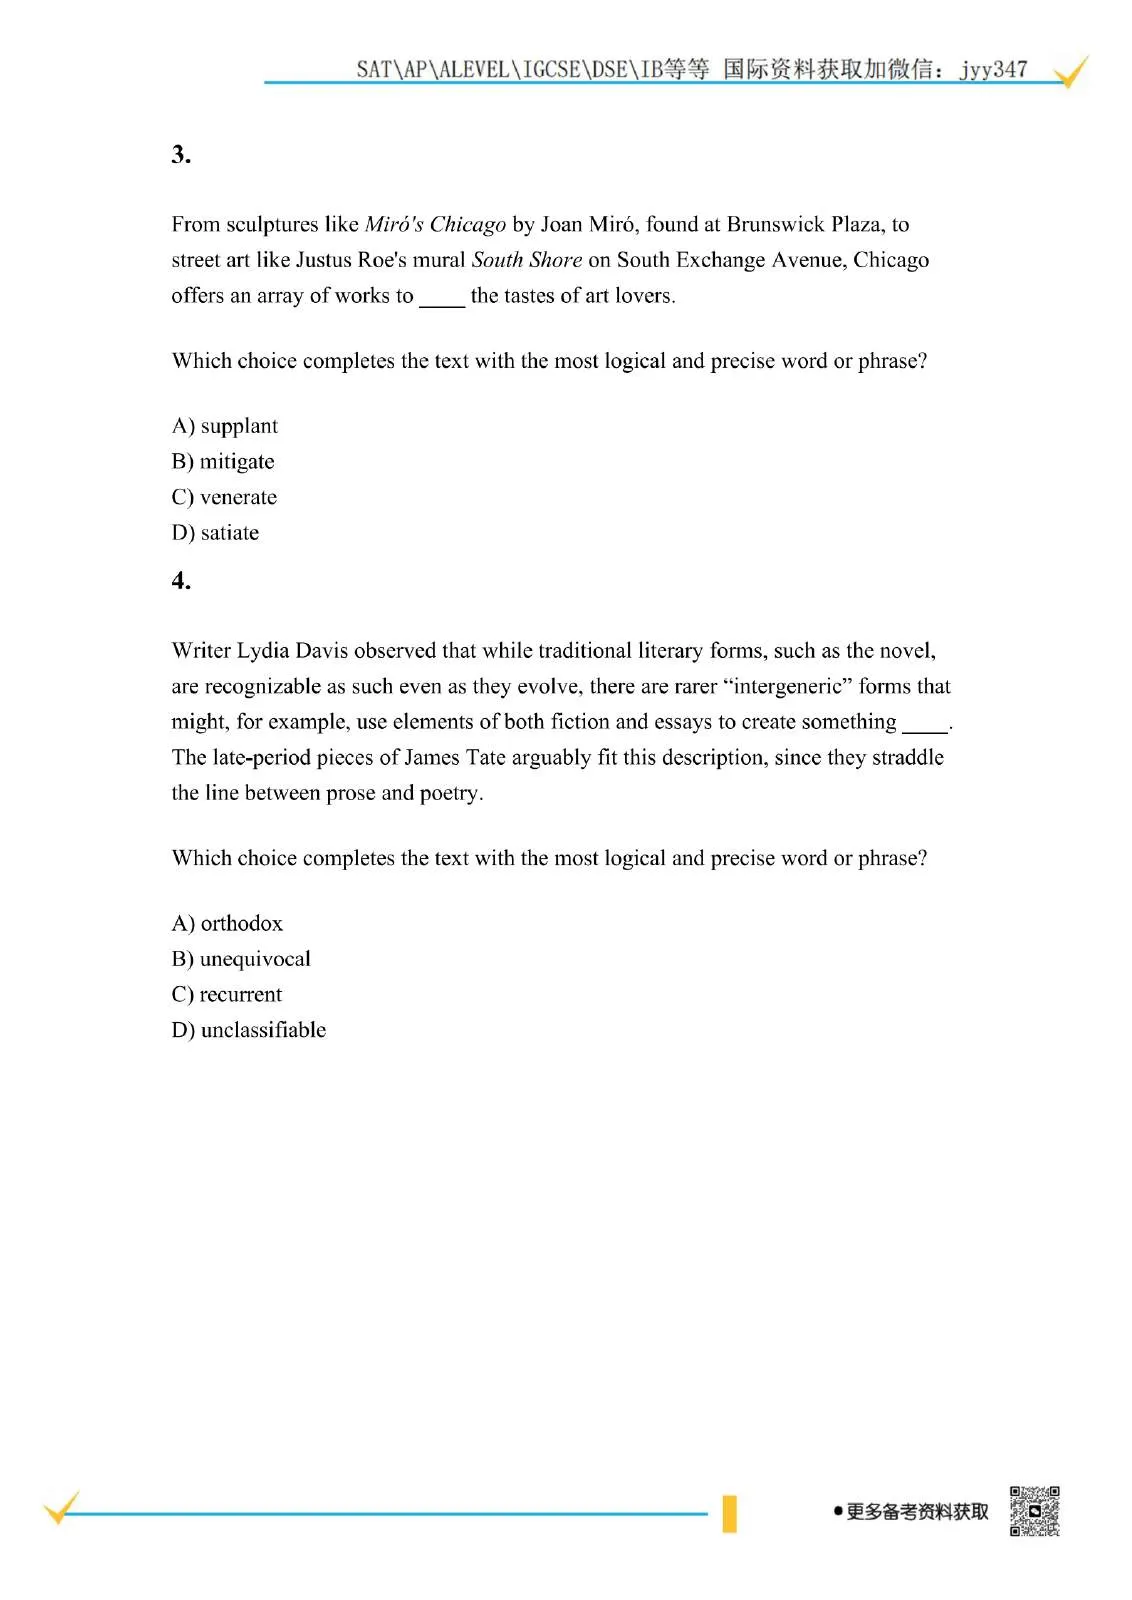 SAT\AP\ALEVEL\IGCSE\DSE\IB等等 国际资料获取加微信：jyy347
3.
From sculptures like Miró's Chicago by Joan Miró, found at Brunswick Plaza, to
street art like Justus Roe's mural South Shore on South Exchange Avenue, Chicago
offers an array of works to ____ the tastes of art lovers.
Which choice completes the text with the most logical and precise word or phrase?
A) supplant
B) mitigate
C) venerate
D) satiate
4.
Writer Lydia Davis observed that while traditional literary forms, such as the novel,
are recognizable as such even as they evolve, there are rarer “intergeneric” forms that
might, for example, use elements of both fiction and essays to create something ____.
The late-period pieces of James Tate arguably fit this description, since they straddle
the line between prose and poetry.
Which choice completes the text with the most logical and precise word or phrase?
A) orthodox
B) unequivocal
C) recurrent
D) unclassifiable
●更多备考资料获取